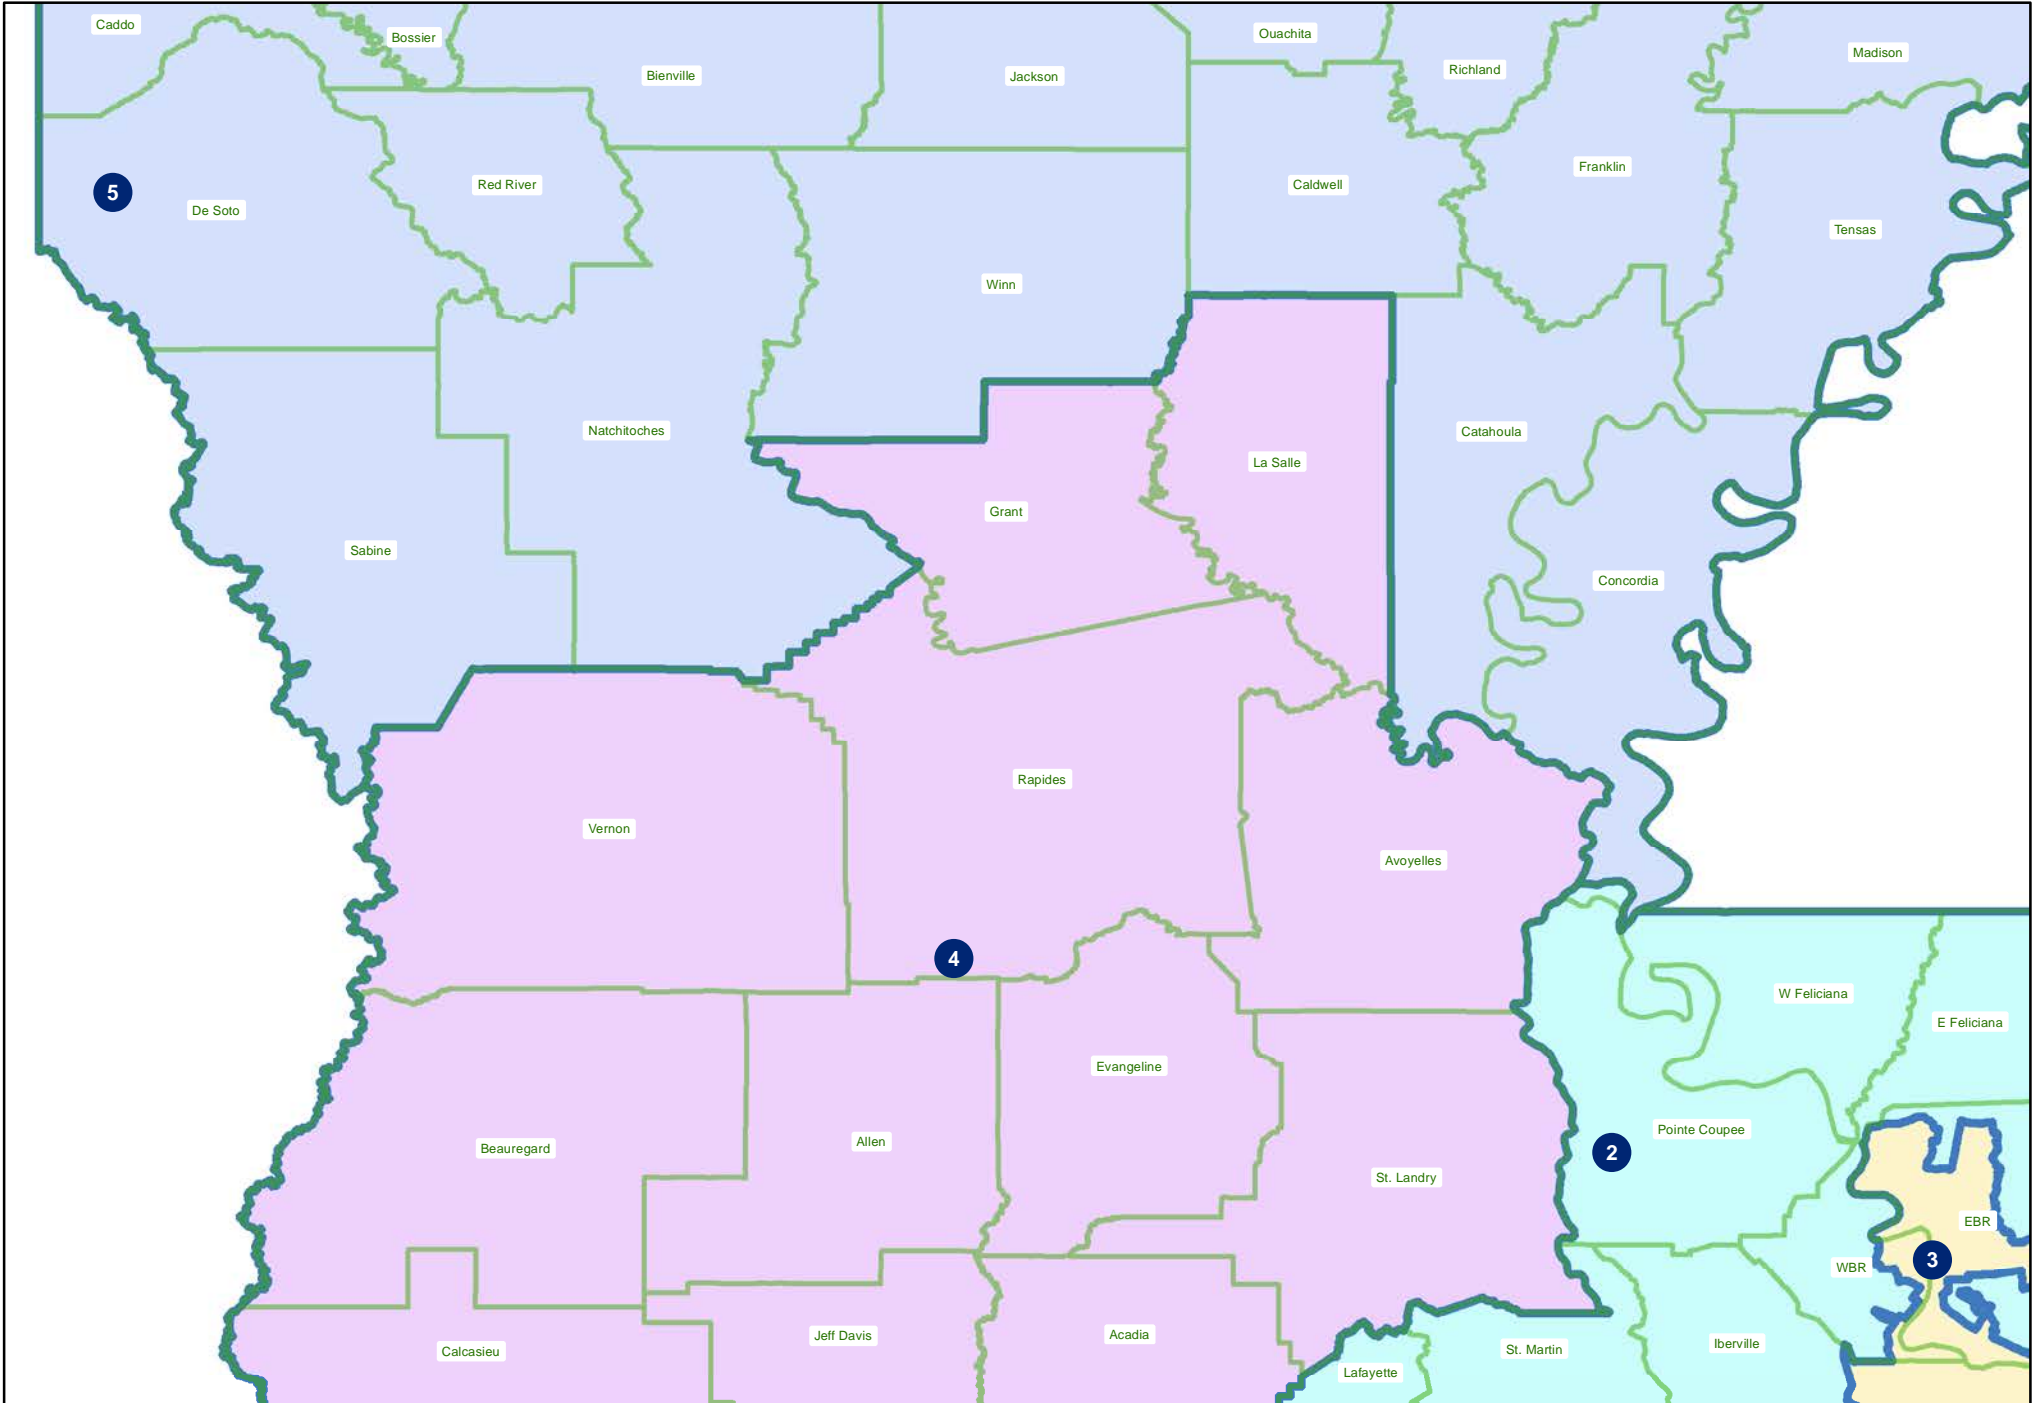 Caddo
Bossier
Ouachita
Madison
Richland
Bienville
Jackson
Franklin
Red River
Caldwell
5
De Soto
Tensas
Winn
Natchitoches
Catahoula
La Salle
Grant
Sabine
Concordia
Rapides
Vernon
Avoyelles
4
W Feliciana
E Feliciana
Evangeline
Pointe Coupee
Allen
Beauregard
2
St. Landry
EBR
3
WBR
Acadia
Jeff Davis
Iberville
St. Martin
Calcasieu
Lafayette